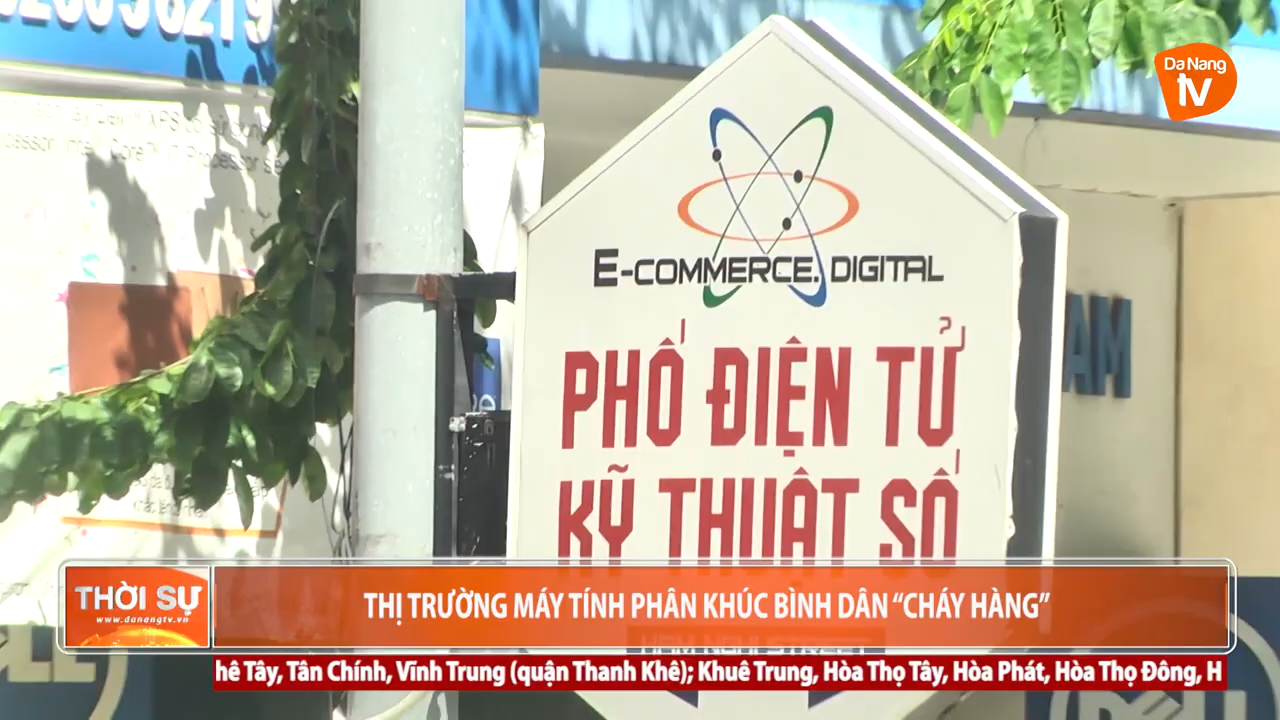 Da Nang
tv
E-COMMERCE. DIGITAL
PHỐ ĐIỆN TỬ
KỸ THUẬT SỐ
AM
THỜI SỰ
www.danangtv.vn
THỊ TRƯỜNG MÁY TÍNH PHÂN KHÚC BÌNH DÂN “CHÁY HÀNG”
hê Tây, Tân Chính, Vĩnh Trung (quận Thanh Khê); Khuê Trung, Hòa Thọ Tây, Hòa Phát, Hòa Thọ Đông, H